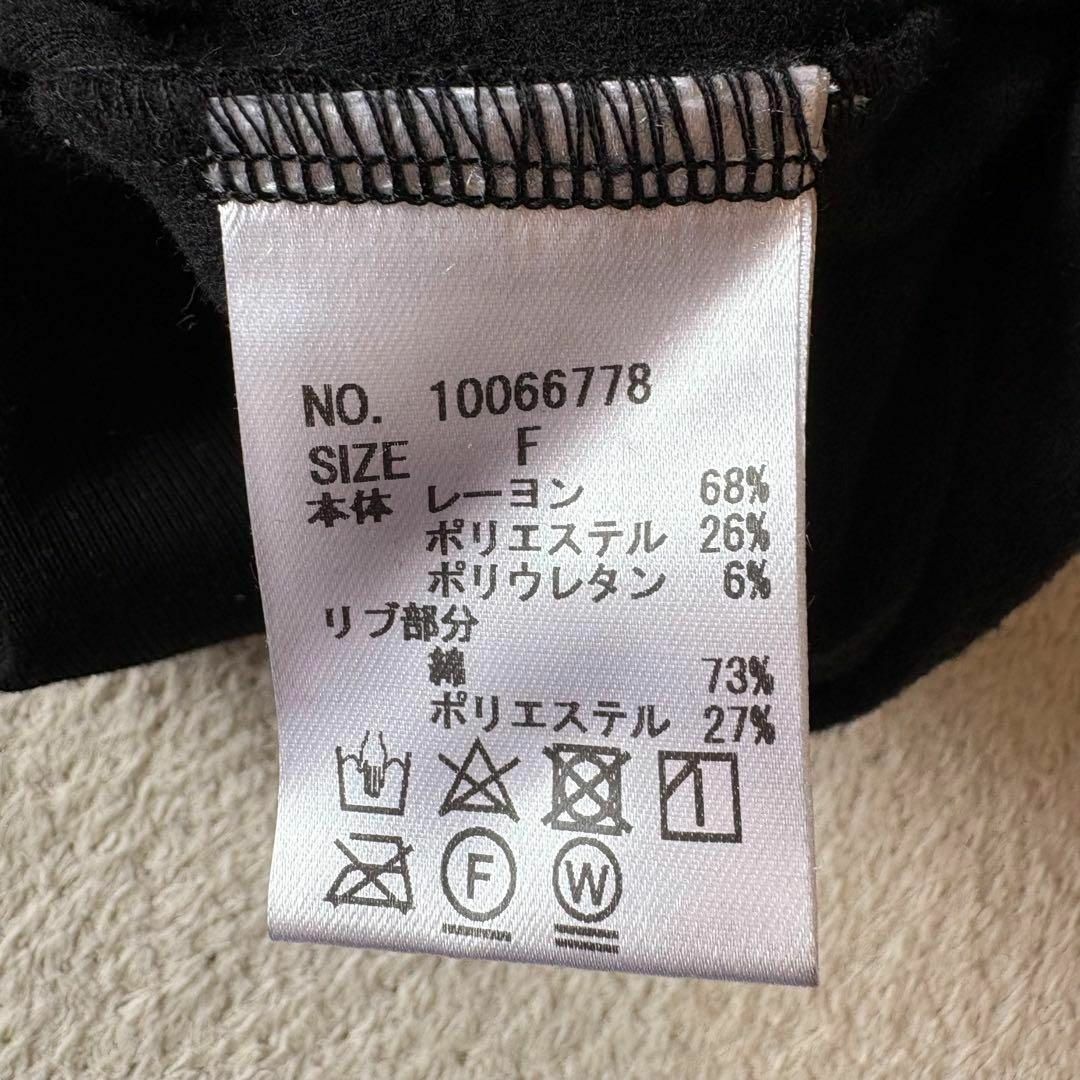 NO. 10066778
SIZE F
本体 レーヨン 68%
ポリエステル 26%
ポリウレタン 6%
リブ部分
綿 73%
ポリエステル 27%
F W